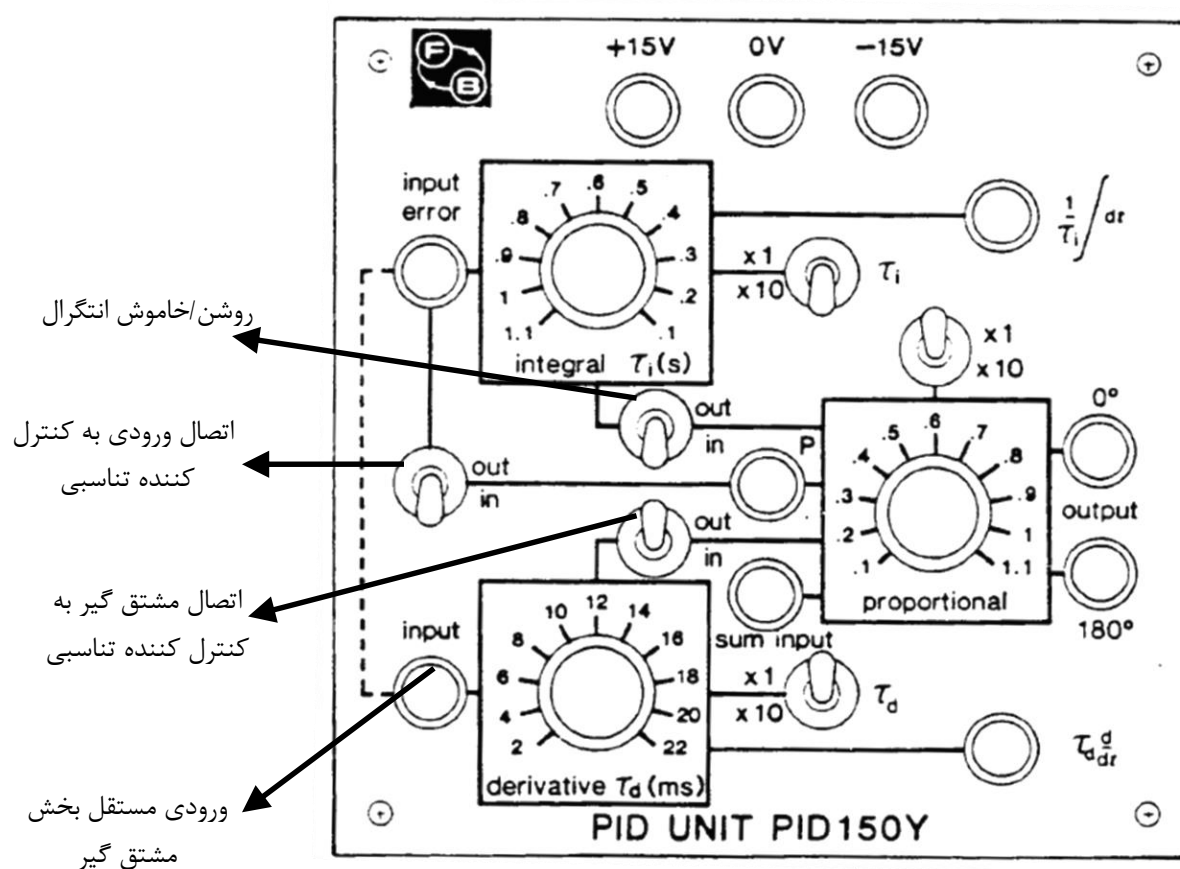 F
B
+15V 0V −15V
input
error
.6
.7 .5
.8 .4
.9 .3
1 .2
1.1 .1
integral τi(s)
1/τi ∫dt
x1
x10
τi
روشن/خاموش انتگرال
x1
x10
out
in
اتصال ورودی به کنترل
کننده تناسبی
out
in
P
.6
.5 .7
.4 .8
.3 .9
.2 1
.1 1.1
proportional
0°
output
180°
out
in
sum input
اتصال مشتق گیر به
کنترل کننده تناسبی
input
12
10 14
8 16
6 18
4 20
2 22
derivative τd(ms)
x1
x10
τd
τd d/dt
ورودی مستقل بخش
مشتق گیر
PID UNIT PID150Y